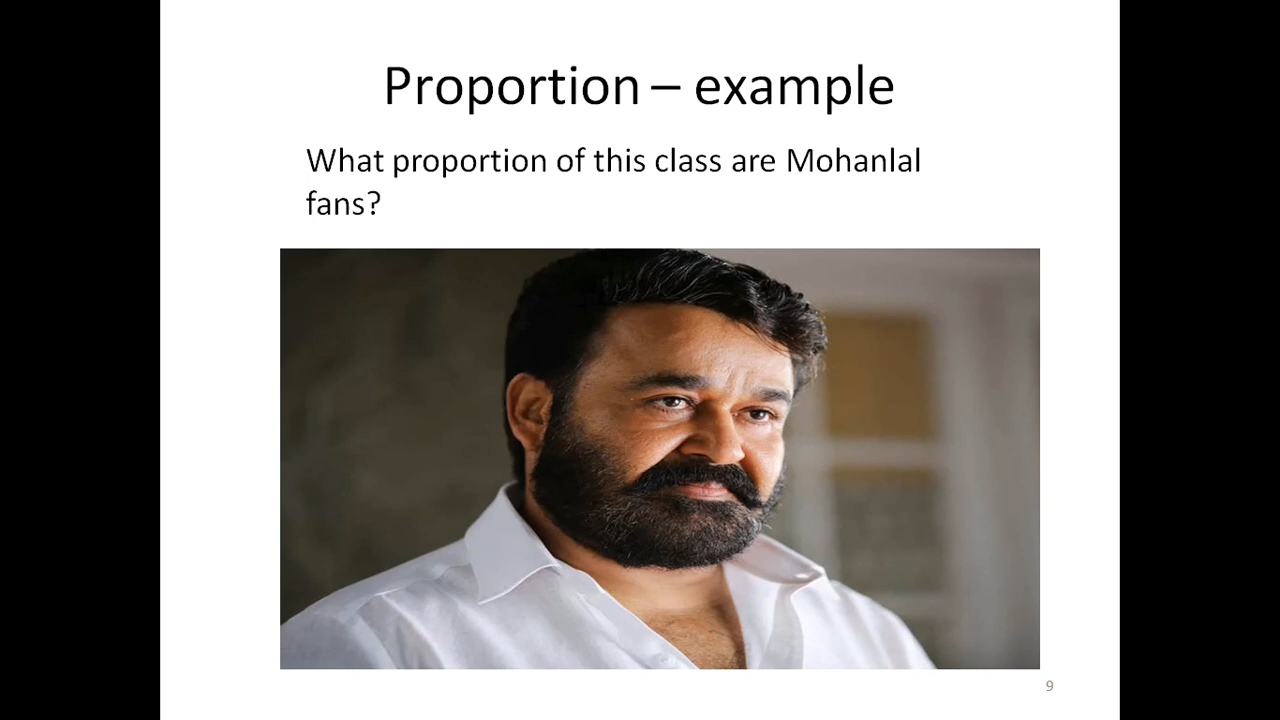 Proportion – example
What proportion of this class are Mohanlal
fans?
9